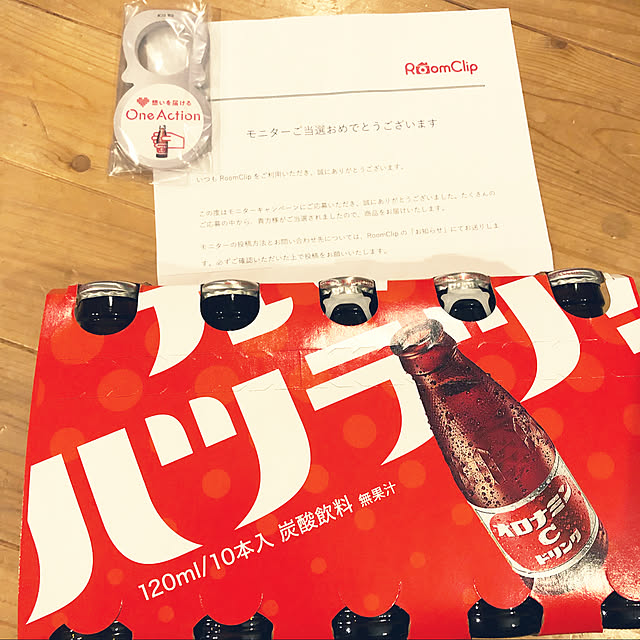 想いを届ける
One Action
RoomClip
モニターご当選おめでとうございます
いつも RoomClip をご利用いただき、誠にありがとうございます。
この度はモニターキャンペーンにご応募いただき、誠にありがとうございました。たくさんの
ご応募の中から、貴方様がご当選されましたので、商品をお届けいたします。
モニターの投稿方法とお問い合わせ先については、RoomClip の「お知らせ」にてお送りしま
す。必ずご確認いただいた上で投稿をお願いいたします。
ハツラツ
120ml/10本入 炭酸飲料 無果汁
オロナミン
C
ドリンク